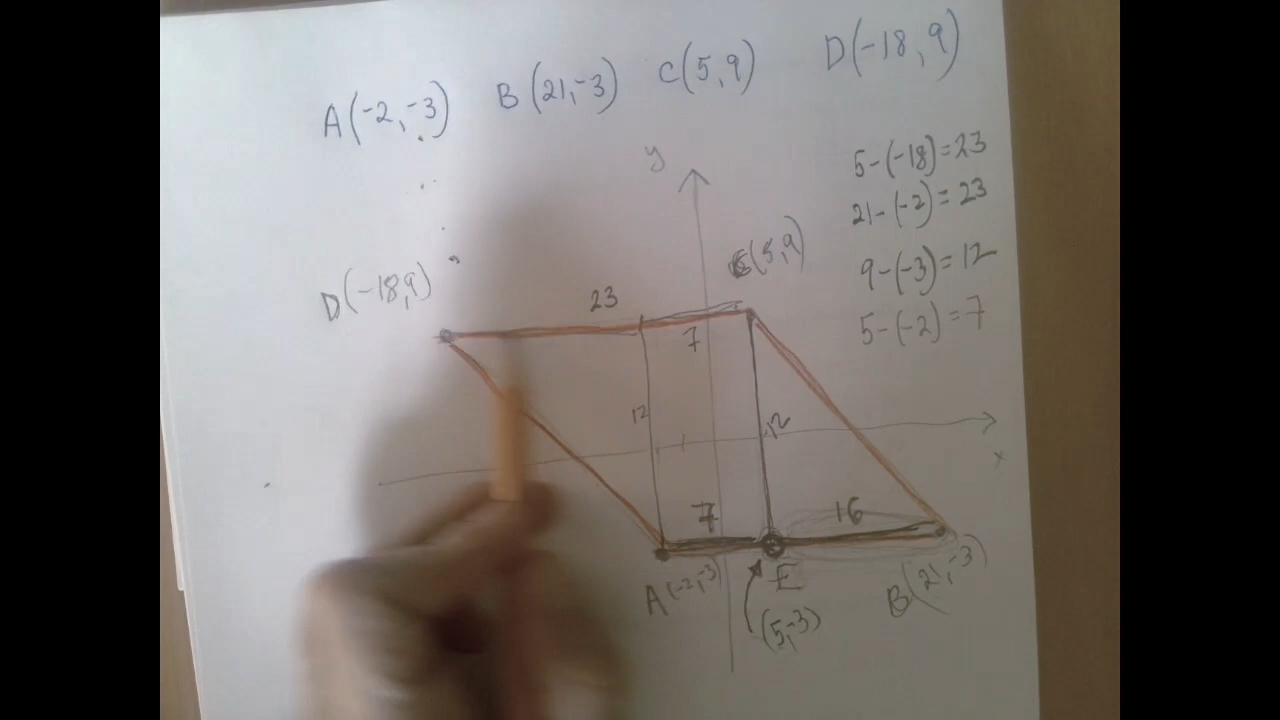 A(-2,-3) B(21,-3) C(5,9) D(-18,9)
5-(-18)=23
21-(-2)=23
9-(-3)=12
5-(-2)=7
y
C(5,9)
D(-18,9)
23
7
12
12
x
7
16
A(-2,-3)
E
B(21,-3)
(5,-3)